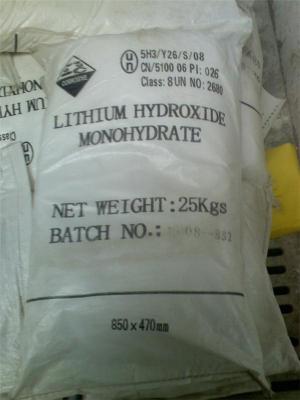 5H3/Y26/S/08
CN/5100 06 PI: 026
Class: 8 UN NO: 2680
LITHIUM HYDROXIDE
MONOHYDRATE
NET WEIGHT:25Kgs
BATCH NO.:
850×470mm